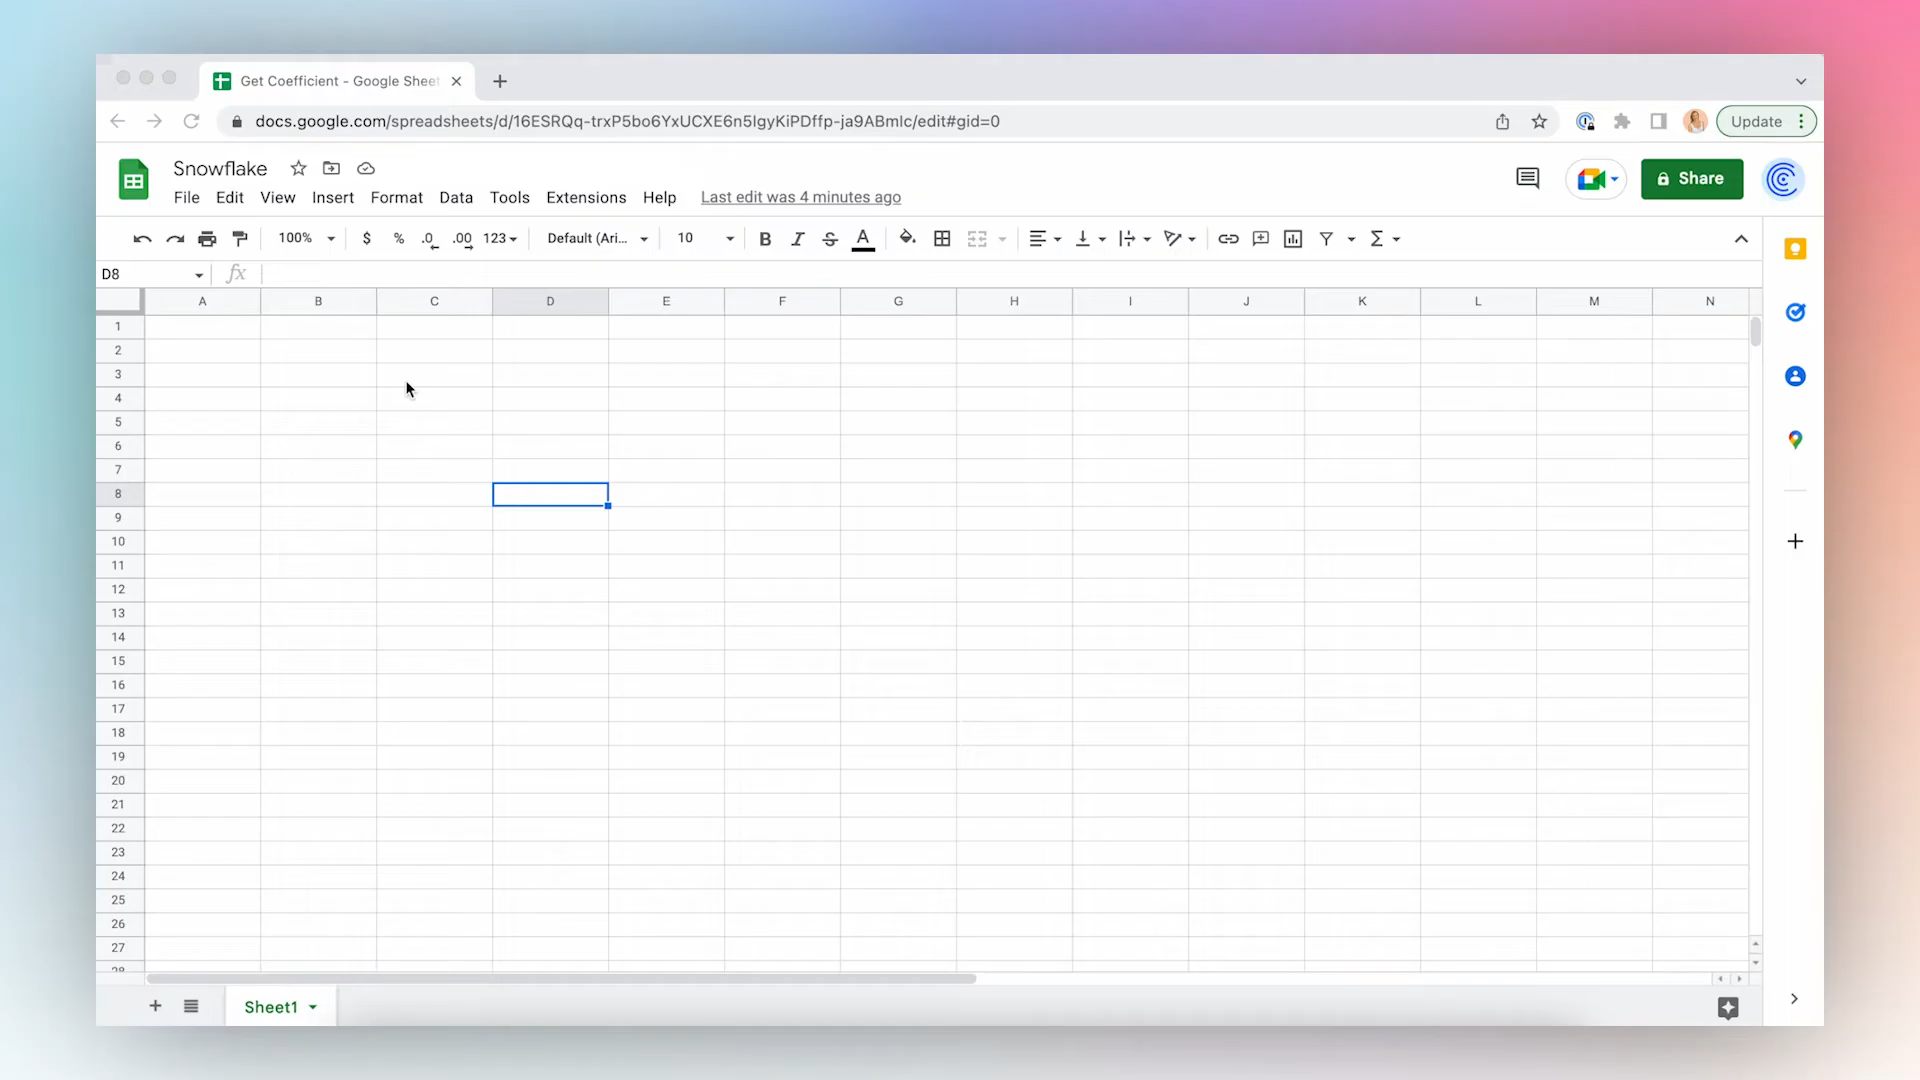 Get Coefficient - Google Sheet
docs.google.com/spreadsheets/d/16ESRQq-trxP5bo6YxUCXE6n5IgyKiPDffp-ja9ABmlc/edit#gid=0
Update
Snowflake
File Edit View Insert Format Data Tools Extensions Help Last edit was 4 minutes ago
Share
100% $ % .0 .00 123 Default (Ari... 10 B I S A
D8 fx
A B C D E F G H I J K L M N
1
2
3
4
5
6
7
8
9
10
11
12
13
14
15
16
17
18
19
20
21
22
23
24
25
26
27
28
Sheet1